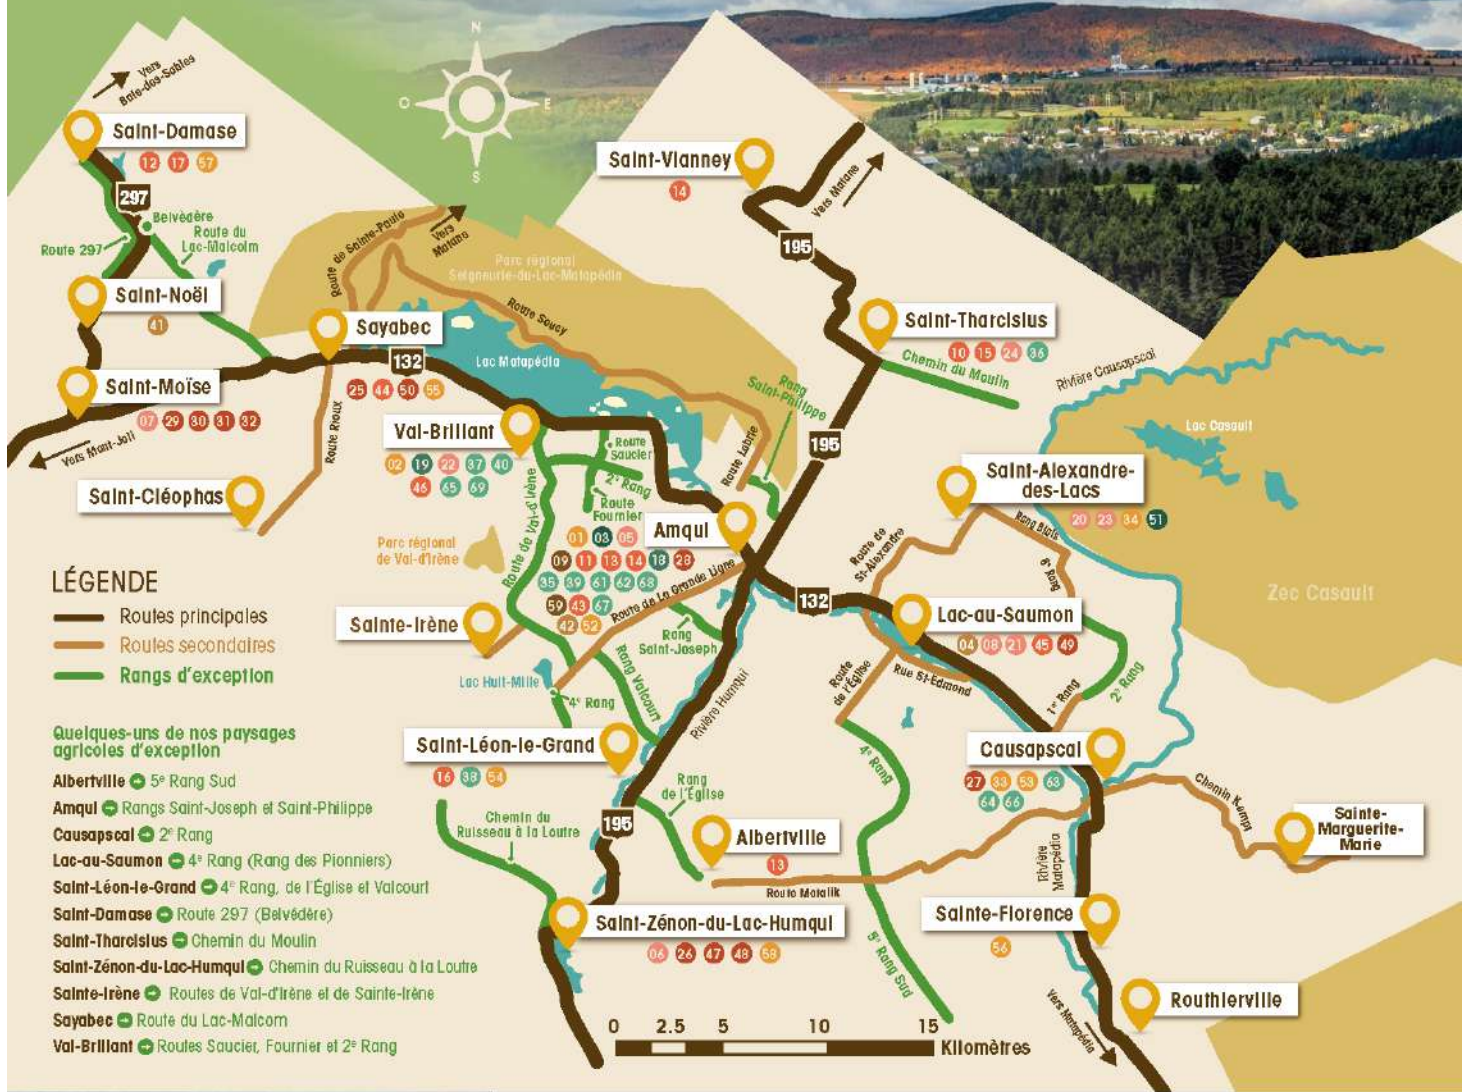 N
O
E
S
Vers
Baie-des-Sables
Saint-Damase
12 17 57
297
Belvédère
Route 297
Route du
Lac-Malcolm
Saint-Noël
41
Route de Sainte-Paule
Vers
Matane
Parc régional
Seigneurie-du-Lac-Matapédia
Saint-Vianney
14
Vers Matane
195
Sayabec
132
25 44 50 55
Route Soucy
Lac Matapédia
Saint-Tharcisius
10 15 24 36
Chemin du Moulin
Rivière Causapscal
Saint-Moïse
07 29 30 31 32
Vers Mont-Joli
Route Rioux
Saint-Cléophas
Val-Brillant
02 19 22 37 40
46 65 69
Route
Saucier
2e Rang
Route
Fournier
Route de Val-d'Irène
Rang
Saint-Philippe
Route Labrie
195
Lac Casault
Saint-Alexandre-
des-Lacs
20 23 34 51
Rang Blais
8e Rang
Route de
St-Alexandre
Zec Casault
Amqui
01 03 05
09 11 13 14 18 28
35 39 61 62 68
59 43 67
42 52
Parc régional
de Val-d'Irène
Route de La Grande Ligne
Sainte-Irène
Rang
Saint-Joseph
132
Lac-au-Saumon
04 08 21 45 49
Route
de l'Église
Rue St-Edmond
1er Rang
2e Rang
LÉGENDE
Routes principales
Routes secondaires
Rangs d'exception
Lac Huit-Mille
4e Rang
Rang Valcourt
Rivière Humqui
Saint-Léon-le-Grand
16 38 54
4e Rang
Causapscal
27 33 53 63
64 66
Chemin Kempt
Sainte-
Marguerite-
Marie
Rang
de l'Église
195
Chemin du
Ruisseau à la Loutre
Albertville
13
Route Matalik
Rivière
Matapédia
Saint-Zénon-du-Lac-Humqui
06 26 47 48 58
5e Rang Sud
Sainte-Florence
56
Routhierville
Vers Matapédia
Quelques-uns de nos paysages
agricoles d'exception
Albertville 5e Rang Sud
Amqui Rangs Saint-Joseph et Saint-Philippe
Causapscal 2e Rang
Lac-au-Saumon 4e Rang (Rang des Pionniers)
Saint-Léon-le-Grand 4e Rang, de l'Église et Valcourt
Saint-Damase Route 297 (Belvédère)
Saint-Tharcisius Chemin du Moulin
Saint-Zénon-du-Lac-Humqui Chemin du Ruisseau à la Loutre
Sainte-Irène Routes de Val-d'Irène et de Sainte-Irène
Sayabec Route du Lac-Malcom
Val-Brillant Routes Saucier, Fournier et 2e Rang
0 2.5 5 10 15
Kilomètres